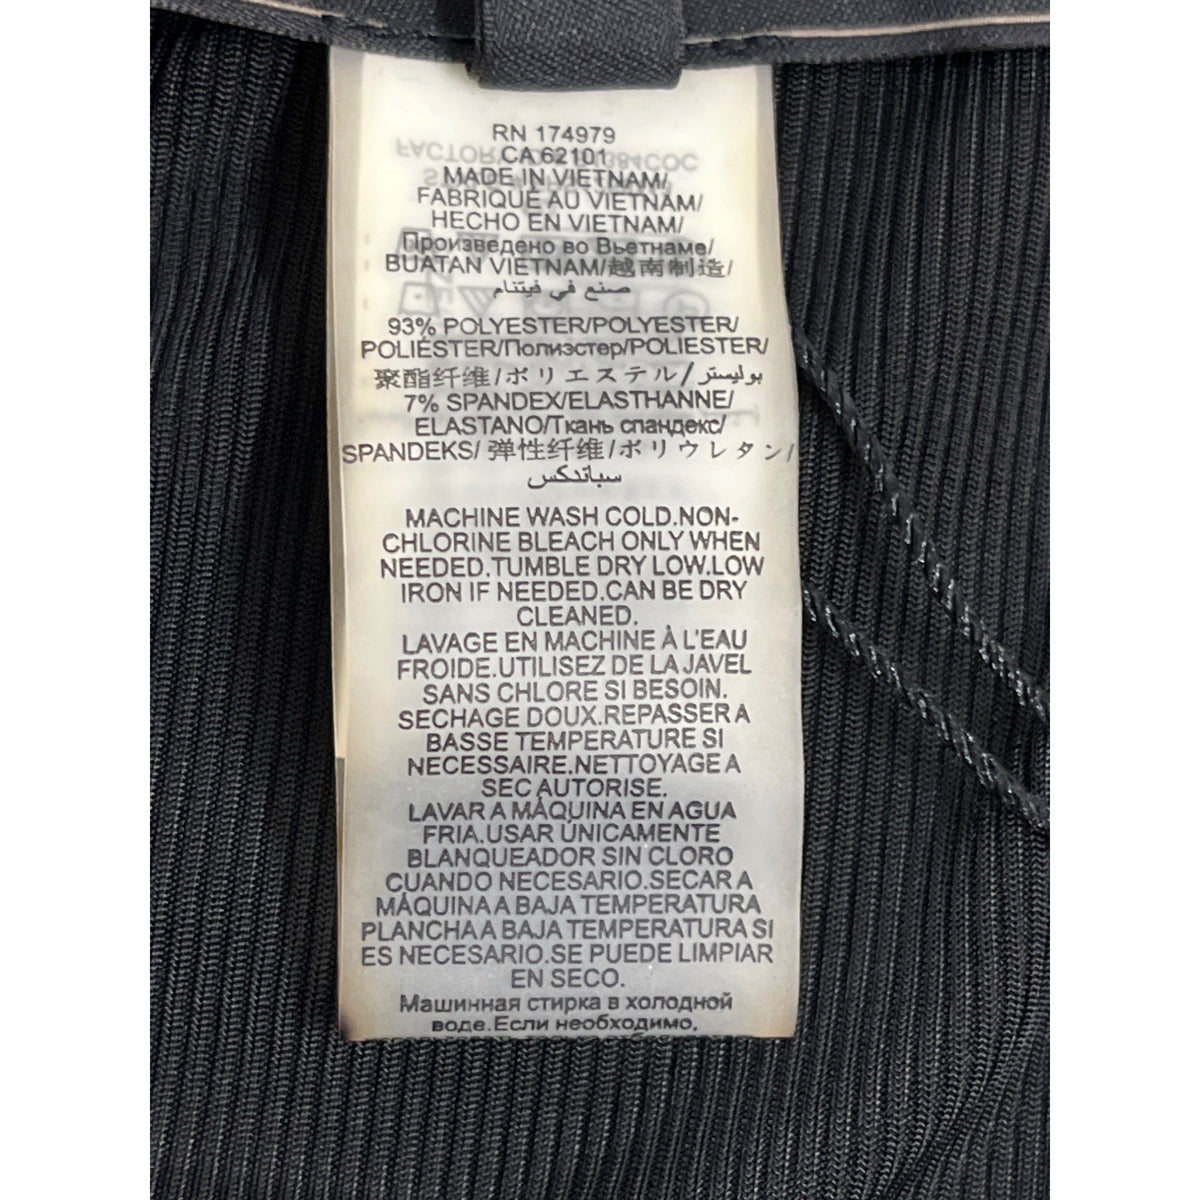 RN 174979
CA 62101
MADE IN VIETNAM/
FABRIQUÉ AU VIETNAM/
HECHO EN VIETNAM/
Произведено во Вьетнаме/
BUATAN VIETNAM/越南制造/
صنع في فيتنام
93% POLYESTER/POLYESTER/
POLIÉSTER/Полиэстер/POLIESTER/
聚酯纤维/ポリエステル/بوليستر
7% SPANDEX/ELASTHANNE/
ELASTANO/Ткань спандекс/
SPANDEKS/ 弹性纤维/ポリウレタン/
سباندكس
MACHINE WASH COLD.NON-
CHLORINE BLEACH ONLY WHEN
NEEDED.TUMBLE DRY LOW.LOW
IRON IF NEEDED.CAN BE DRY
CLEANED.
LAVAGE EN MACHINE À L'EAU
FROIDE.UTILISEZ DE LA JAVEL
SANS CHLORE SI BESOIN.
SECHAGE DOUX.REPASSER A
BASSE TEMPERATURE SI
NECESSAIRE.NETTOYAGE A
SEC AUTORISE.
LAVAR A MÁQUINA EN AGUA
FRIA.USAR ÚNICAMENTE
BLANQUEADOR SIN CLORO
CUANDO NECESARIO.SECAR A
MÁQUINA A BAJA TEMPERATURA
PLANCHA A BAJA TEMPERATURA SI
ES NECESARIO.SE PUEDE LIMPIAR
EN SECO.
Машинная стирка в холодной
воде.Если необходимо,